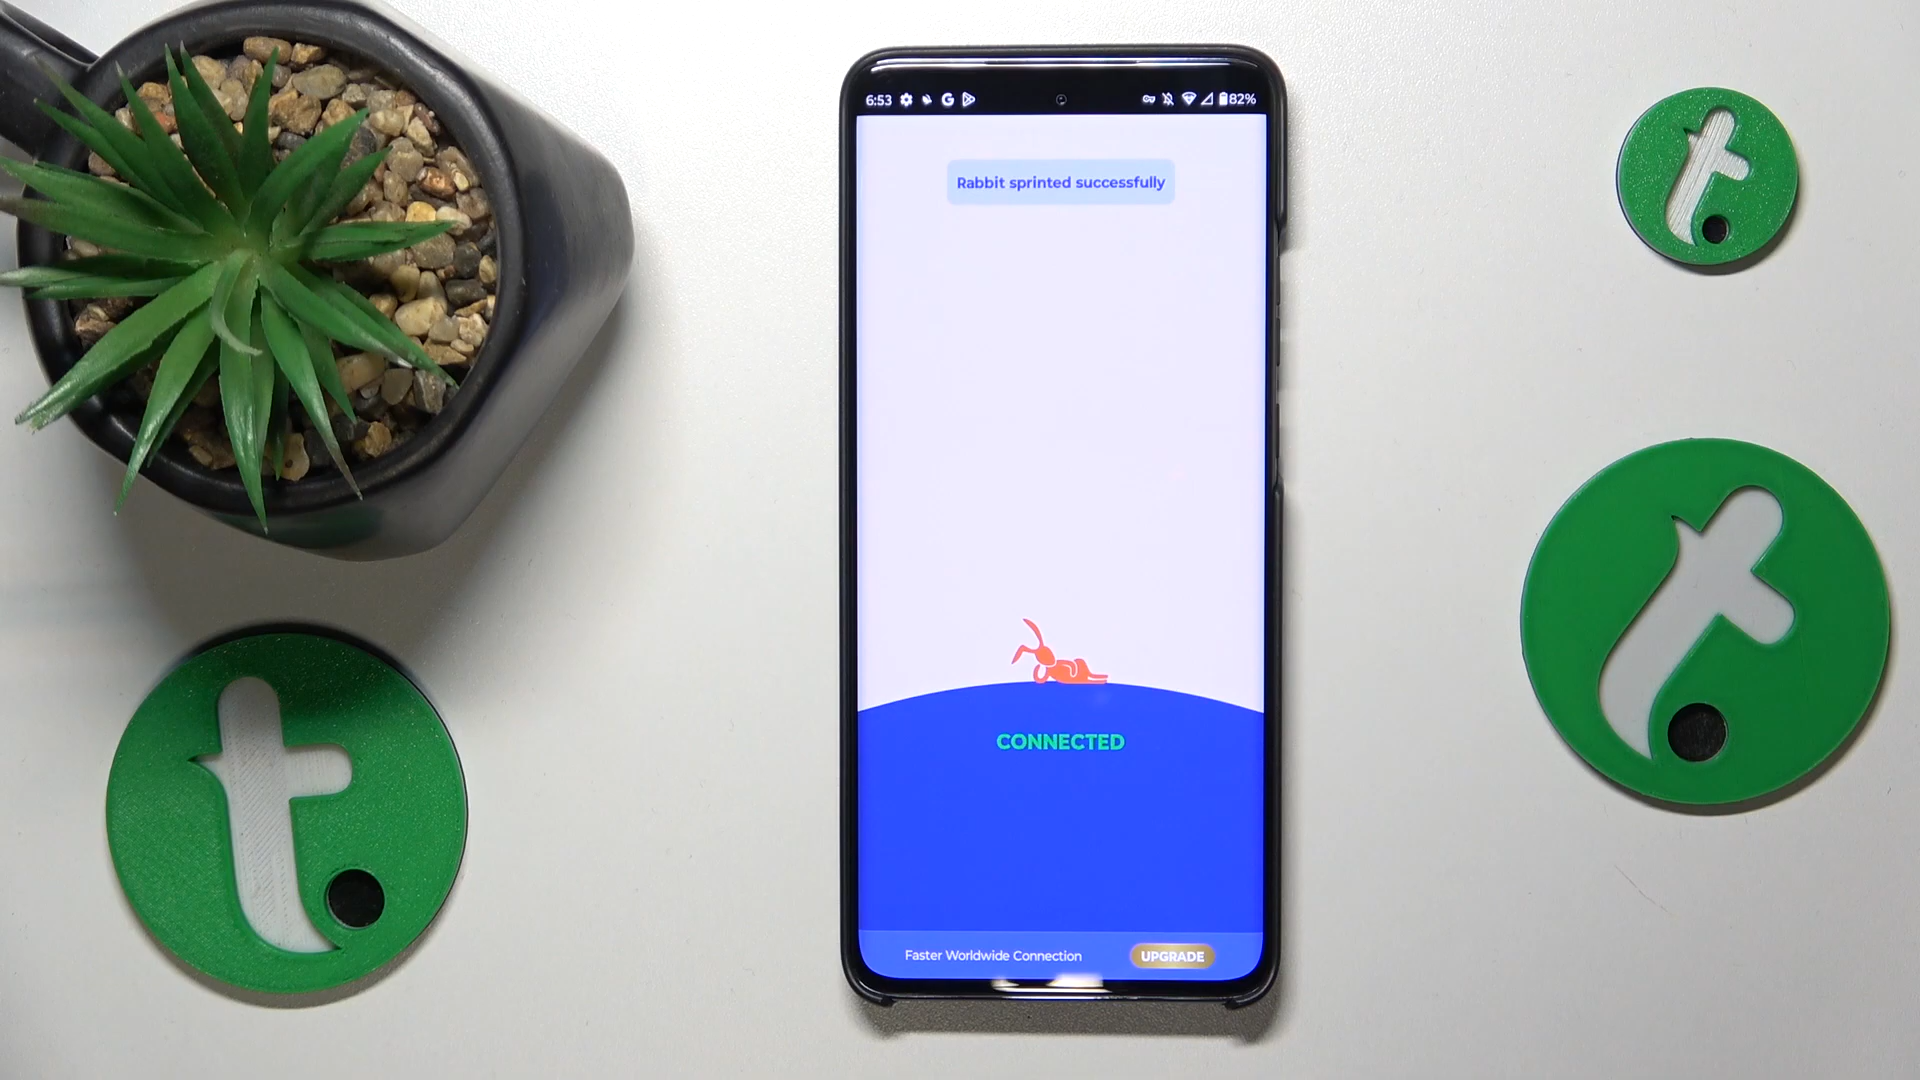 6:53
82%
Rabbit sprinted successfully
CONNECTED
Faster Worldwide Connection
UPGRADE